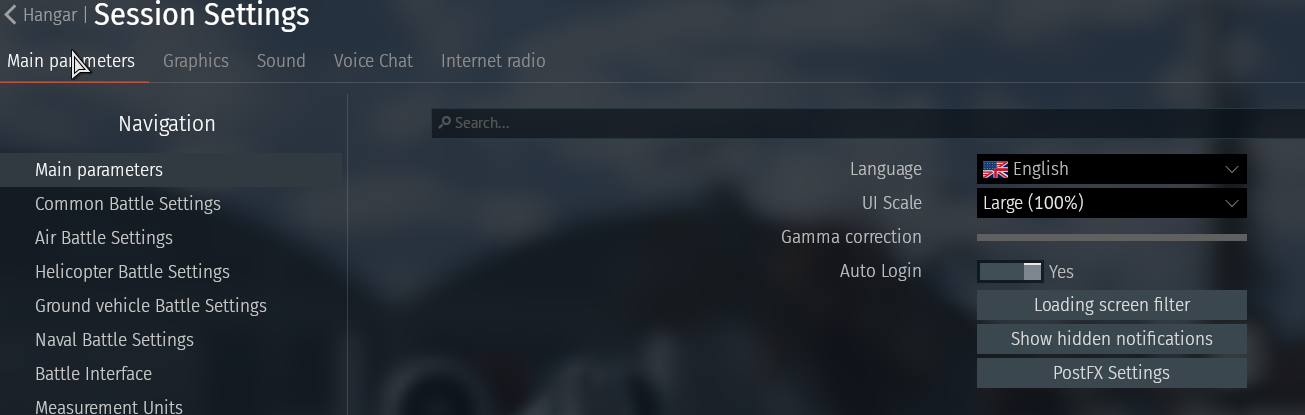 Hangar | Session Settings
Main parameters Graphics Sound Voice Chat Internet radio
Navigation
Main parameters
Common Battle Settings
Air Battle Settings
Helicopter Battle Settings
Ground vehicle Battle Settings
Naval Battle Settings
Battle Interface
Measurement Units
Search...
Language English
UI Scale Large (100%)
Gamma correction
Auto Login Yes
Loading screen filter
Show hidden notifications
PostFX Settings